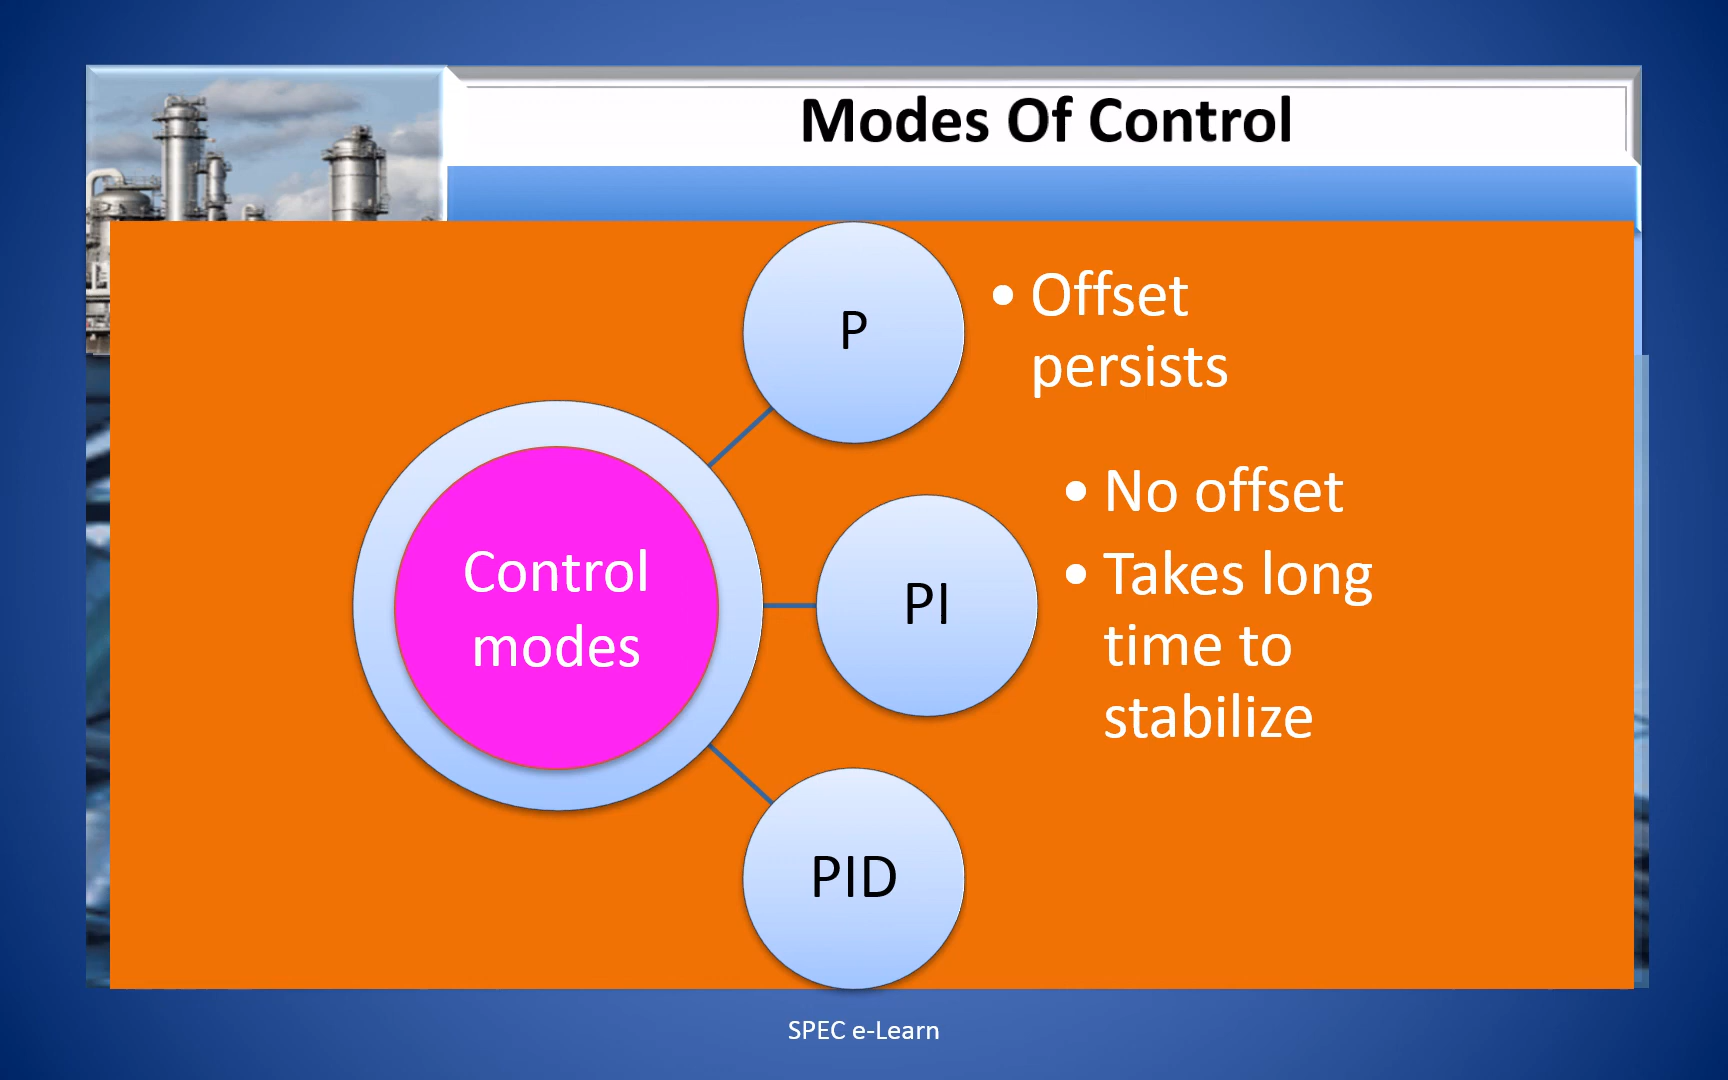 Modes Of Control
P
• Offset
persists
Control
modes
PI
• No offset
• Takes long
time to
stabilize
PID
SPEC e-Learn